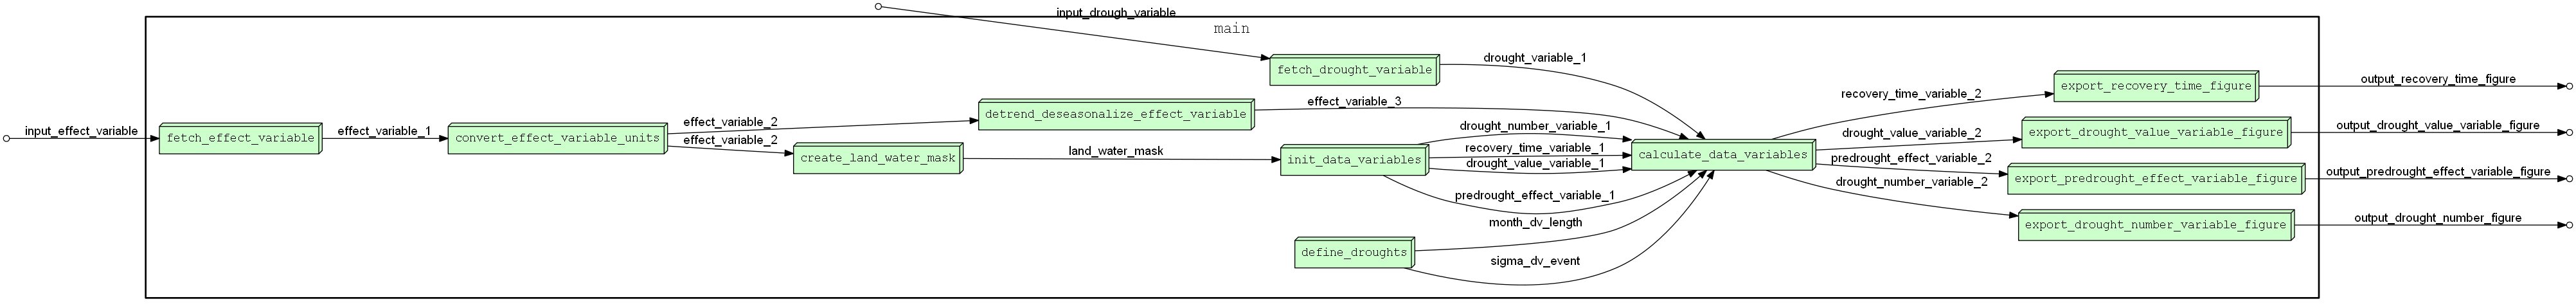 input_drough_variable
main
input_effect_variable
fetch_effect_variable
effect_variable_1
convert_effect_variable_units
effect_variable_2
effect_variable_2
create_land_water_mask
detrend_deseasonalize_effect_variable
land_water_mask
fetch_drought_variable
drought_variable_1
effect_variable_3
init_data_variables
drought_number_variable_1
recovery_time_variable_1
drought_value_variable_1
predrought_effect_variable_1
define_droughts
month_dv_length
sigma_dv_event
calculate_data_variables
recovery_time_variable_2
drought_value_variable_2
predrought_effect_variable_2
drought_number_variable_2
export_recovery_time_figure
output_recovery_time_figure
export_drought_value_variable_figure
output_drought_value_variable_figure
export_predrought_effect_variable_figure
output_predrought_effect_variable_figure
export_drought_number_variable_figure
output_drought_number_figure